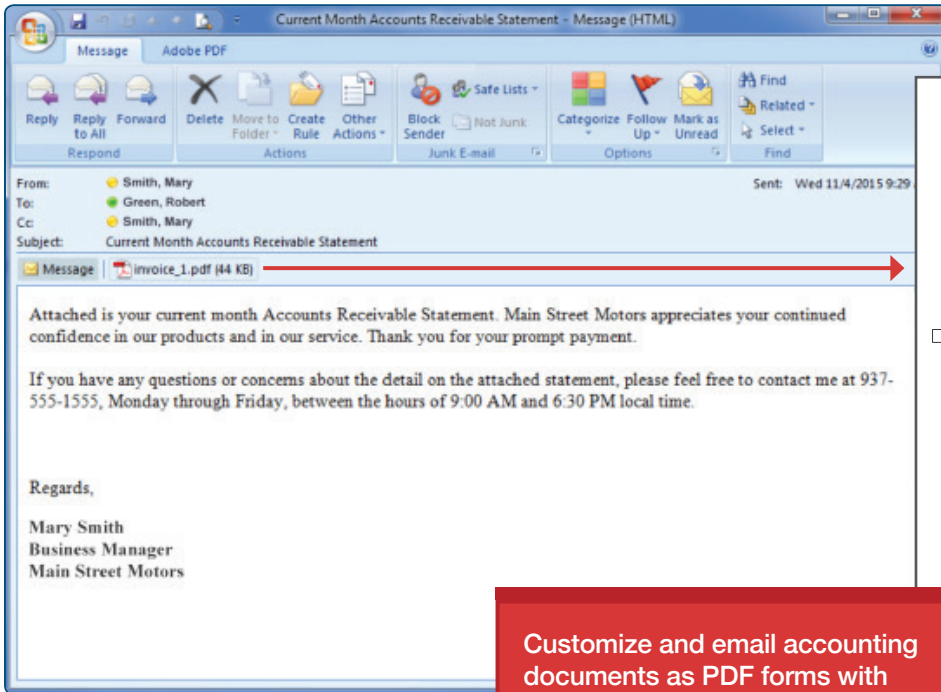 Current Month Accounts Receivable Statement - Message (HTML)
Message Adobe PDF
Reply Reply to All Forward Delete Move to Folder Create Rule Other Actions Block Sender Safe Lists Not Junk Categorize Follow Up Mark as Unread Find Related Select
Respond Actions Junk E-mail Options Find
From: Smith, Mary Sent: Wed 11/4/2015 9:29
To: Green, Robert
Cc: Smith, Mary
Subject: Current Month Accounts Receivable Statement
Message invoice_1.pdf (44 KB)
Attached is your current month Accounts Receivable Statement. Main Street Motors appreciates your continued
confidence in our products and in our service. Thank you for your prompt payment.
If you have any questions or concerns about the detail on the attached statement, please feel free to contact me at 937-
555-1555, Monday through Friday, between the hours of 9:00 AM and 6:30 PM local time.
Regards,
Mary Smith
Business Manager
Main Street Motors
Customize and email accounting
documents as PDF forms with